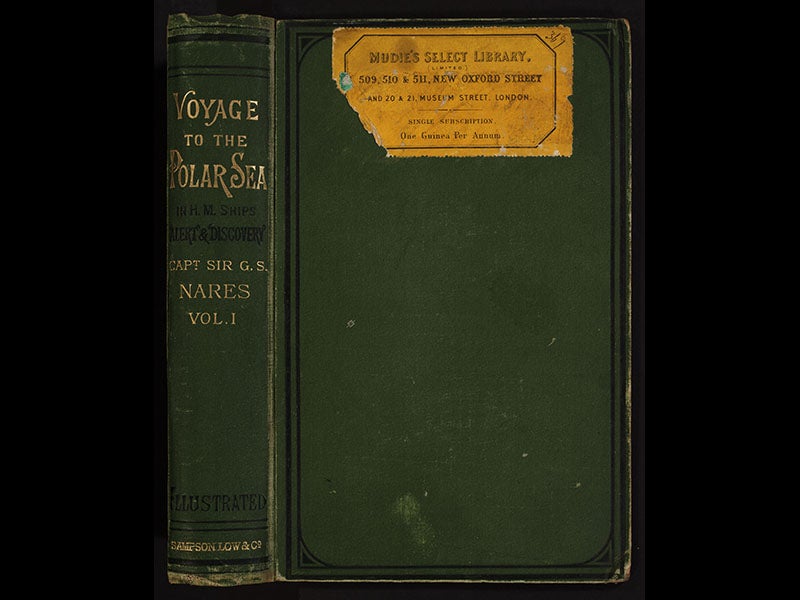 VOYAGE
TO THE
POLAR SEA
IN H. M. SHIPS
ALERT & DISCOVERY
CAPT SIR G. S.
NARES
VOL. I
ILLUSTRATED
SAMPSON LOW & Co
MUDIE'S SELECT LIBRARY,
(LIMITED.)
509, 510 & 511, NEW OXFORD STREET
AND 20 & 21, MUSEUM STREET, LONDON.
SINGLE SUBSCRIPTION.
One Guinea Per Annum.